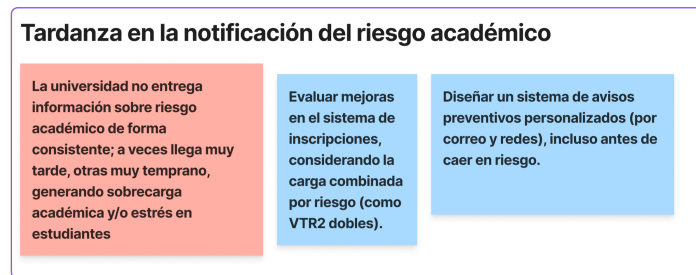 Tardanza en la notificación del riesgo académico
La universidad no entrega
información sobre riesgo
académico de forma
consistente; a veces llega muy
tarde, otras muy temprano,
generando sobrecarga
académica y/o estrés en
estudiantes
Evaluar mejoras
en el sistema de
inscripciones,
considerando la
carga combinada
por riesgo (como
VTR2 dobles).
Diseñar un sistema de avisos
preventivos personalizados (por
correo y redes), incluso antes de
caer en riesgo.